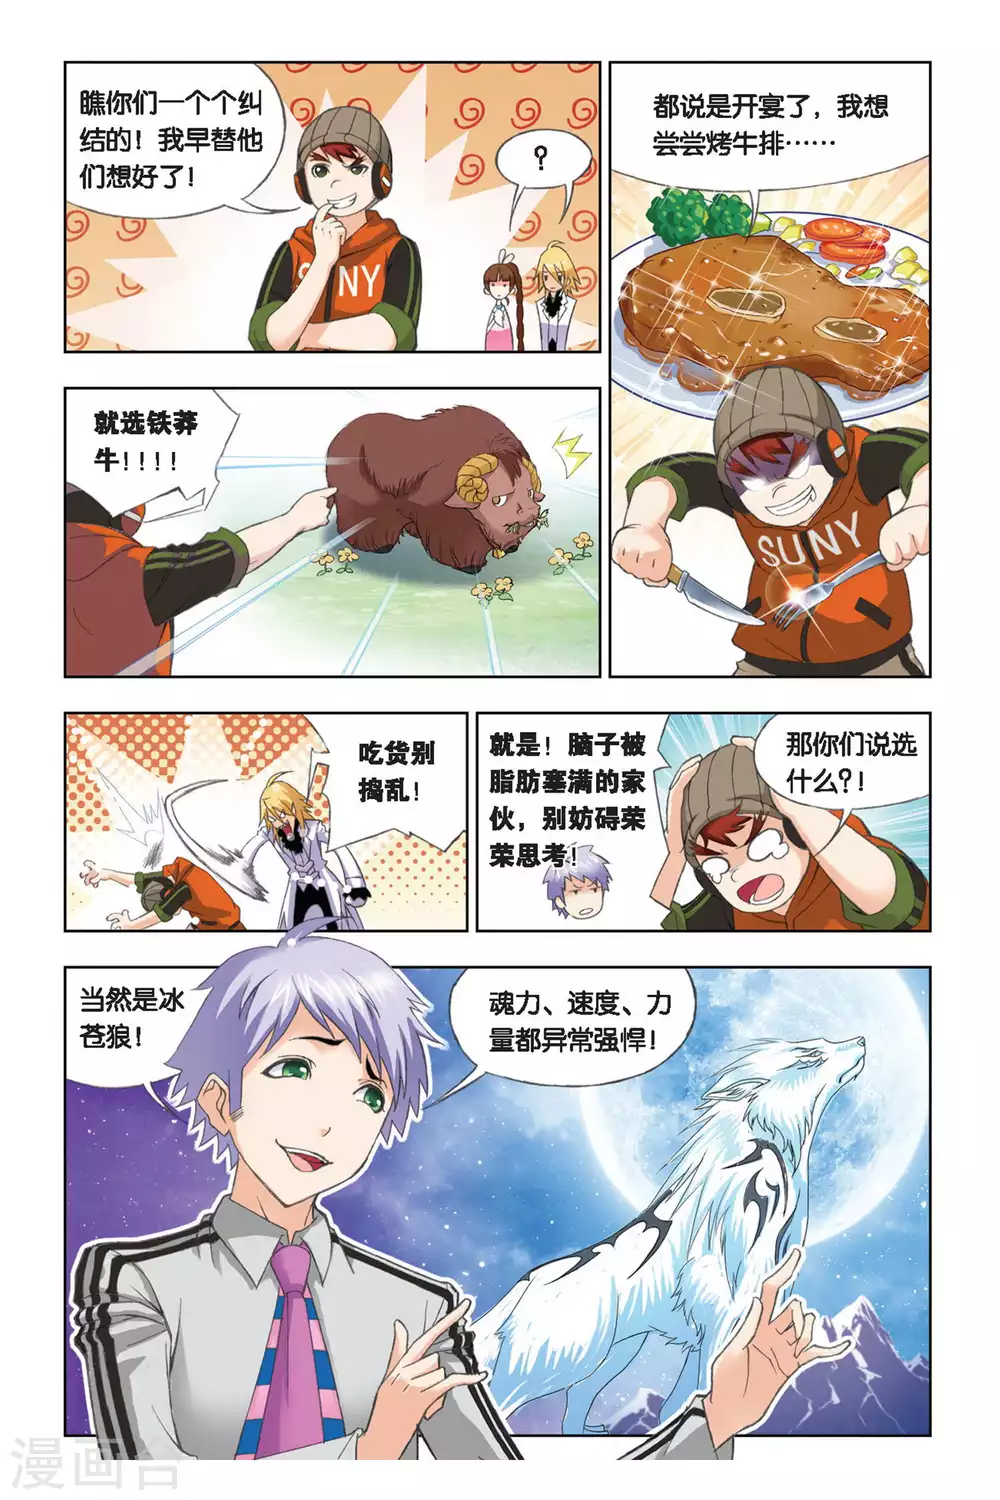 瞧你们一个个纠
结的！我早替他
们想好了！
？
SUNY
都说是开宴了，我想
尝尝烤牛排……
SUNY
就选铁莽
牛！！！！
吃货别
捣乱！
就是！脑子被
脂肪塞满的家
伙，别妨碍荣
荣思考！
那你们说选
什么？！
当然是冰
苍狼！
魂力、速度、力
量都异常强悍！
漫画台